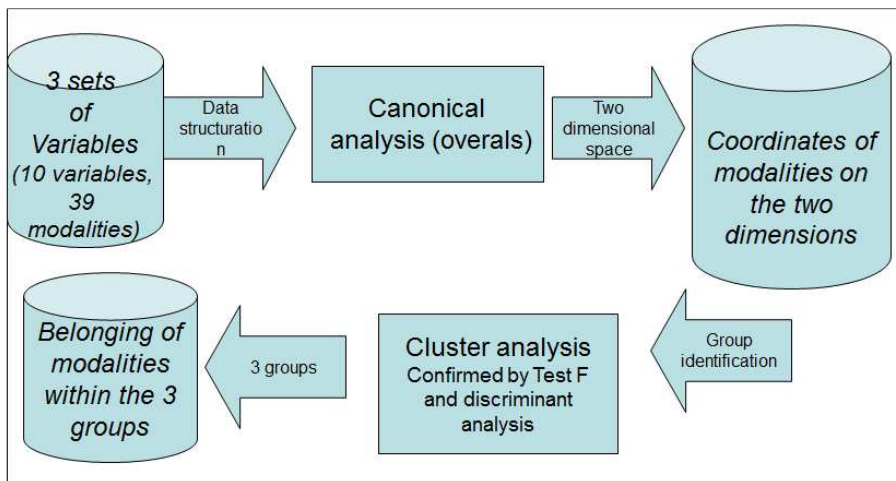 3 sets
of
Variables
(10 variables,
39
modalities)
Data
structuratio
n
Canonical
analysis (overals)
Two
dimensional
space
Coordinates of
modalities on
the two
dimensions
Group
identification
Cluster analysis
Confirmed by Test F
and discriminant
analysis
3 groups
Belonging of
modalities
within the 3
groups